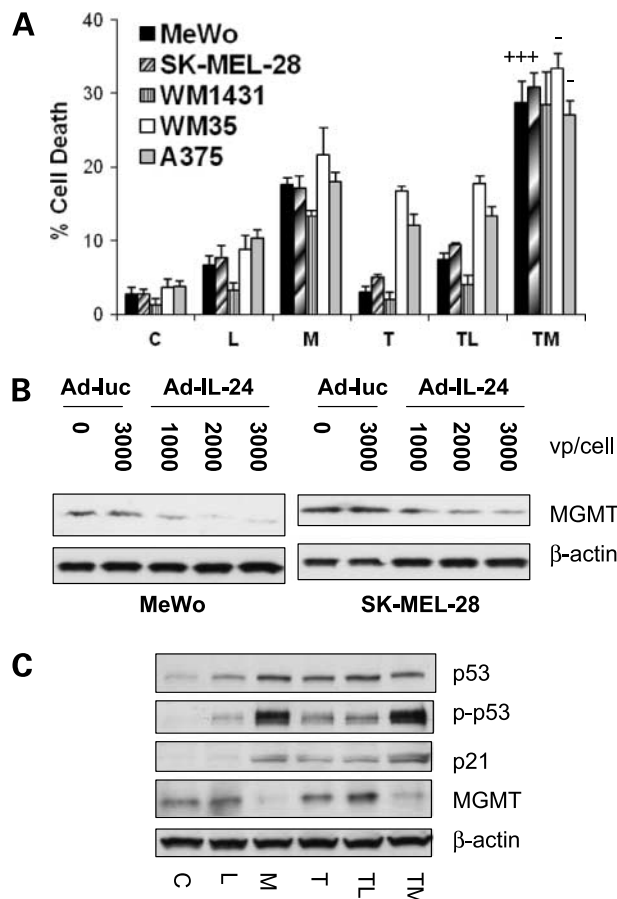 A
MeWo
SK-MEL-28
WM1431
WM35
A375
% Cell Death
40
30
20
10
0
+++
-
-
C L M T TL TM
B
Ad-luc Ad-IL-24 Ad-luc Ad-IL-24
0 3000 1000 2000 3000 0 3000 1000 2000 3000 vp/cell
MGMT
β-actin
MeWo SK-MEL-28
C
p53
p-p53
p21
MGMT
β-actin
C L M T TL TM